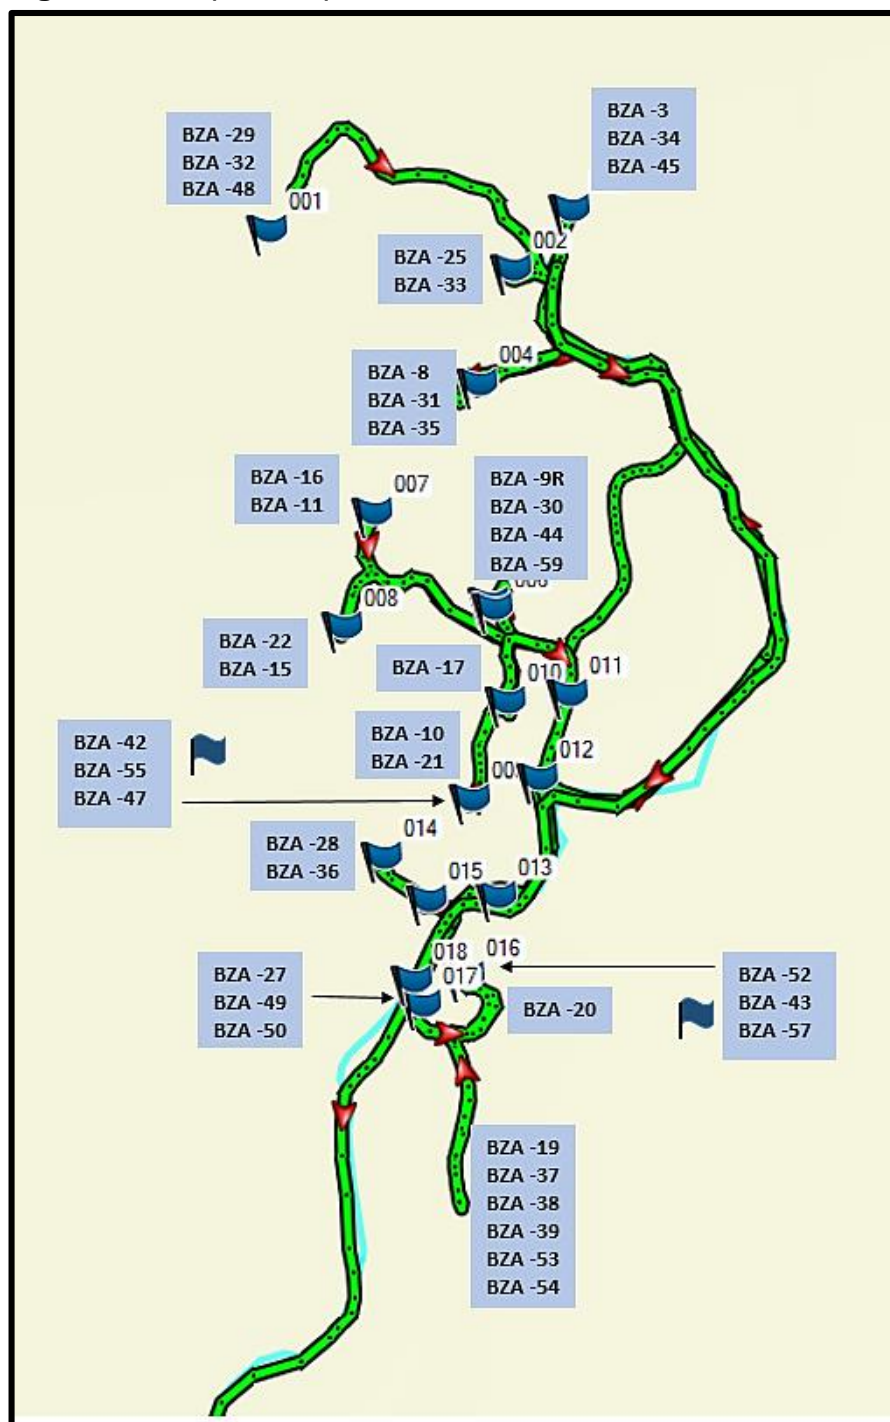 BZA -3
BZA -34
BZA -45
BZA -29
BZA -32
BZA -48
001
002
BZA -25
BZA -33
004
BZA -8
BZA -31
BZA -35
BZA -16
BZA -11
007
BZA -9R
BZA -30
BZA -44
BZA -59
008
BZA -22
BZA -15
BZA -17
010
011
BZA -42
BZA -55
BZA -47
BZA -10
BZA -21
012
014
BZA -28
BZA -36
015
013
018
016
017
BZA -27
BZA -49
BZA -50
BZA -52
BZA -43
BZA -57
BZA -20
BZA -19
BZA -37
BZA -38
BZA -39
BZA -53
BZA -54